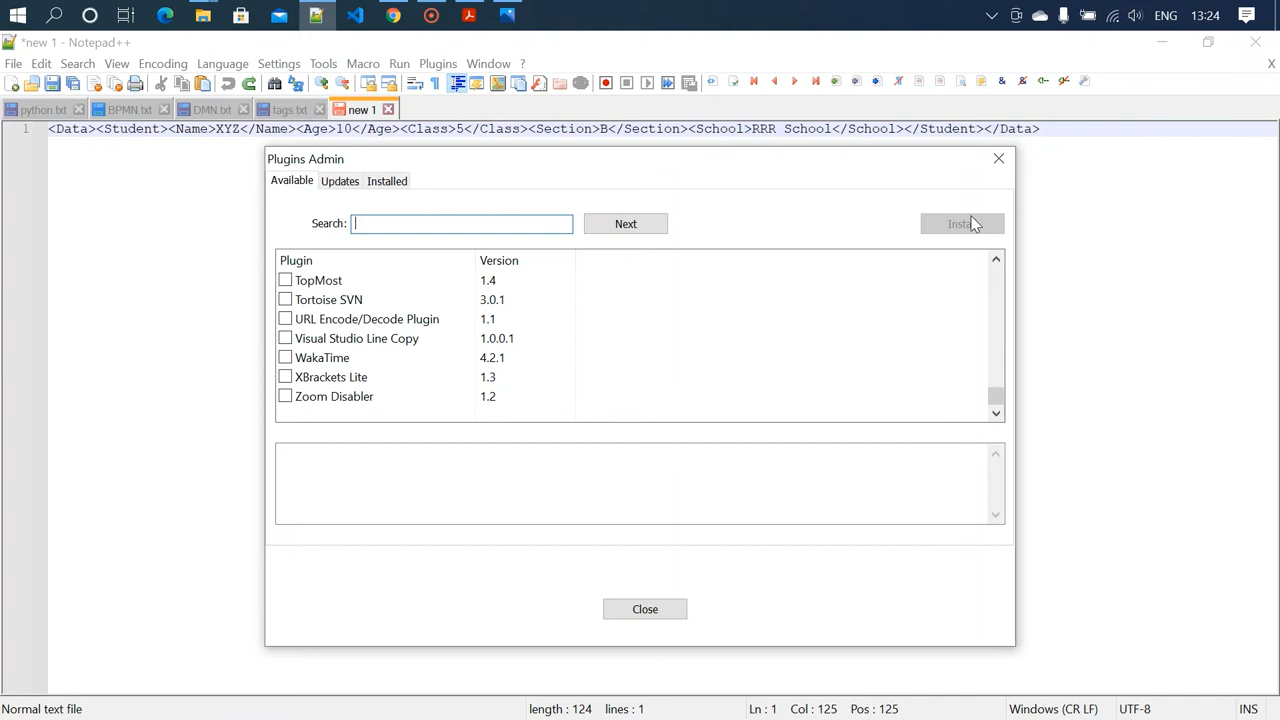 ENG
13:24
*new 1 - Notepad++
File Edit Search View Encoding Language Settings Tools Macro Run Plugins Window ? X
python.txt BPMN.txt DMN.txt tags.txt new 1
1 <Data><Student><Name>XYZ</Name><Age>10</Age><Class>5</Class><Section>B</Section><School>RRR School</School></Student></Data>
Plugins Admin
Available Updates Installed
Search: Next
Plugin Version
TopMost 1.4
Tortoise SVN 3.0.1
URL Encode/Decode Plugin 1.1
Visual Studio Line Copy 1.0.0.1
WakaTime 4.2.1
XBrackets Lite 1.3
Zoom Disabler 1.2
Close
Normal text file length : 124 lines : 1 Ln : 1 Col : 125 Pos : 125 Windows (CR LF) UTF-8 INS